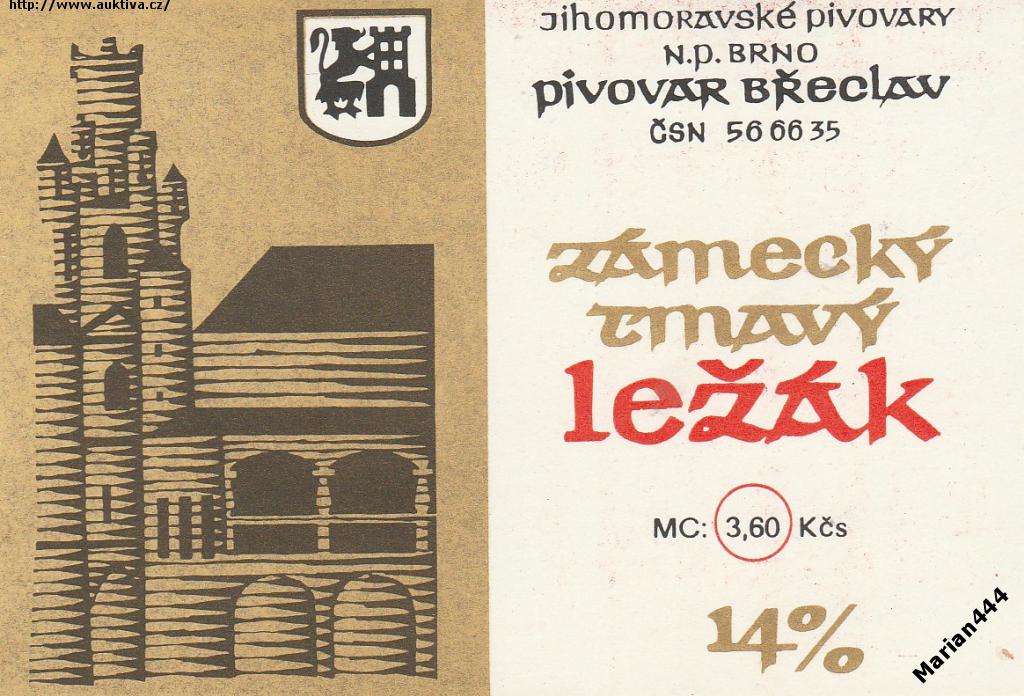 http://www.auktiva.cz/
Jihomoravské pivovary
n.p. Brno
pivovar Břeclav
ČSN 56 66 35
zámecký
tmavý
ležák
MC: 3,60 Kčs
14%
Marian444